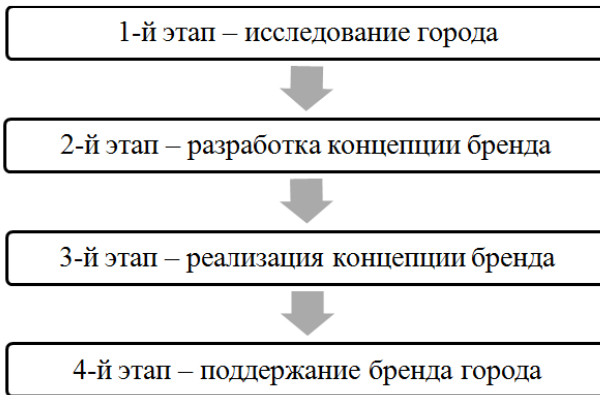 1-й этап – исследование города
2-й этап – разработка концепции бренда
3-й этап – реализация концепции бренда
4-й этап – поддержание бренда города